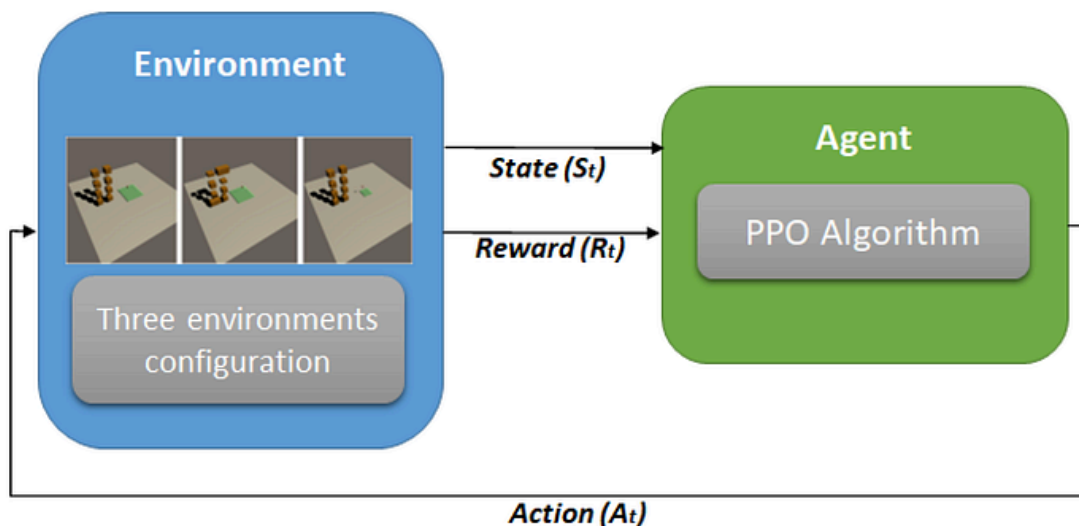 Environment
Three environments
configuration
State (St)
Reward (Rt)
Agent
PPO Algorithm
Action (At)